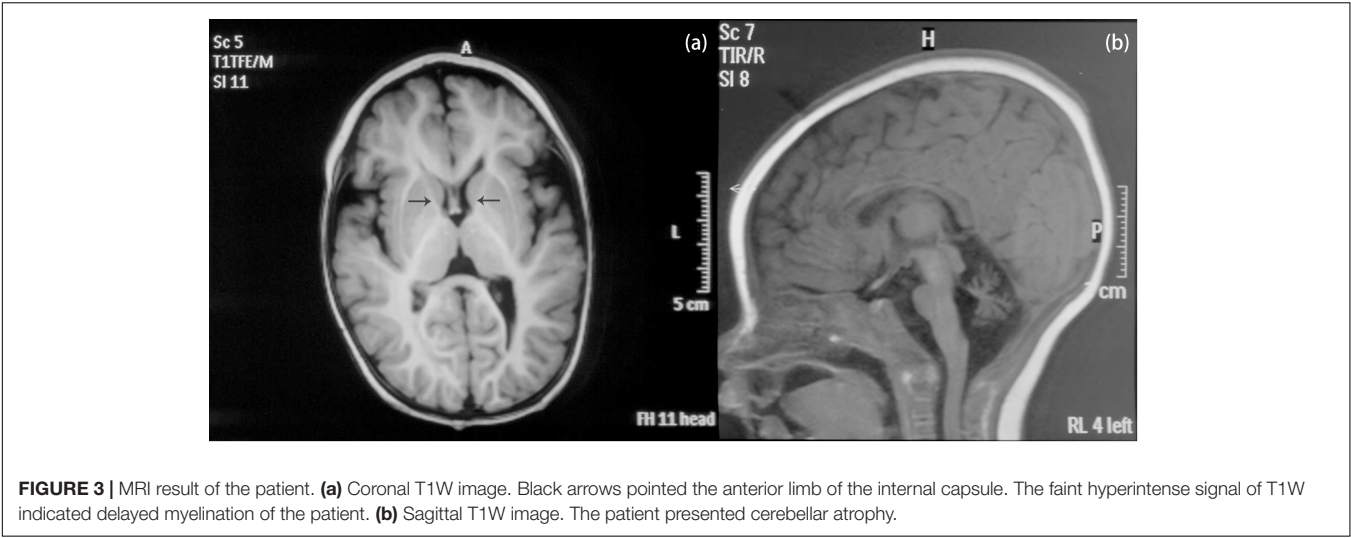 Sc 5
T1TFE/M
SI 11
A
(a)
L
5 cm
FH 11 head
Sc 7
TIR/R
SI 8
H
(b)
P
cm
RL 4 left
FIGURE 3 | MRI result of the patient. (a) Coronal T1W image. Black arrows pointed the anterior limb of the internal capsule. The faint hyperintense signal of T1W
indicated delayed myelination of the patient. (b) Sagittal T1W image. The patient presented cerebellar atrophy.